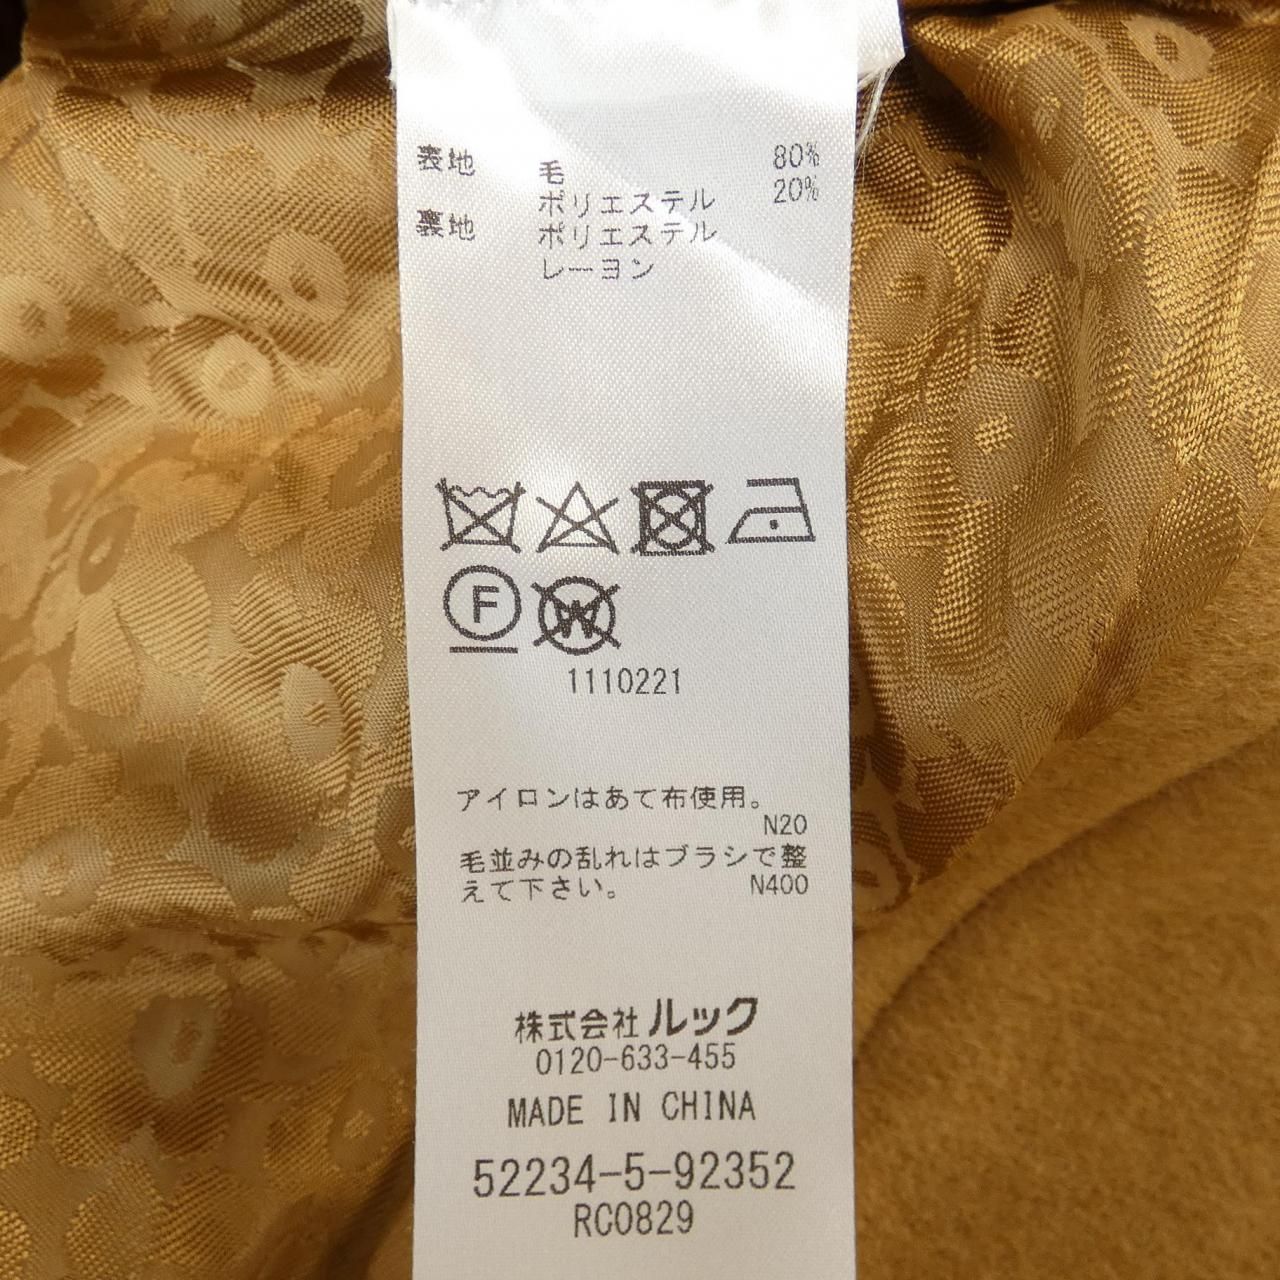 表地 毛 80%
ポリエステル 20%
裏地 ポリエステル
レーヨン
F
W
1110221
アイロンはあて布使用。
N20
毛並みの乱れはブラシで整
えて下さい。 N400
株式会社 ルック
0120-633-455
MADE IN CHINA
52234-5-92352
RC0829